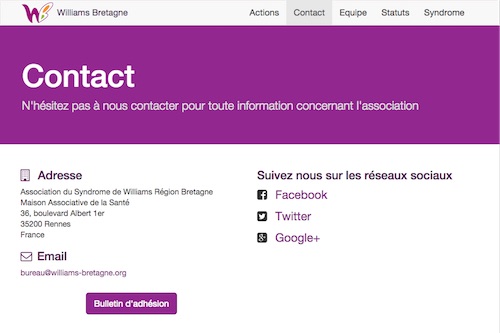 Williams Bretagne
Actions Contact Equipe Statuts Syndrome
Contact
N'hésitez pas à nous contacter pour toute information concernant l'association
Adresse
Association du Syndrome de Williams Région Bretagne
Maison Associative de la Santé
36, boulevard Albert 1er
35200 Rennes
France
Email
bureau@williams-bretagne.org
Bulletin d'adhésion
Suivez nous sur les réseaux sociaux
Facebook
Twitter
Google+